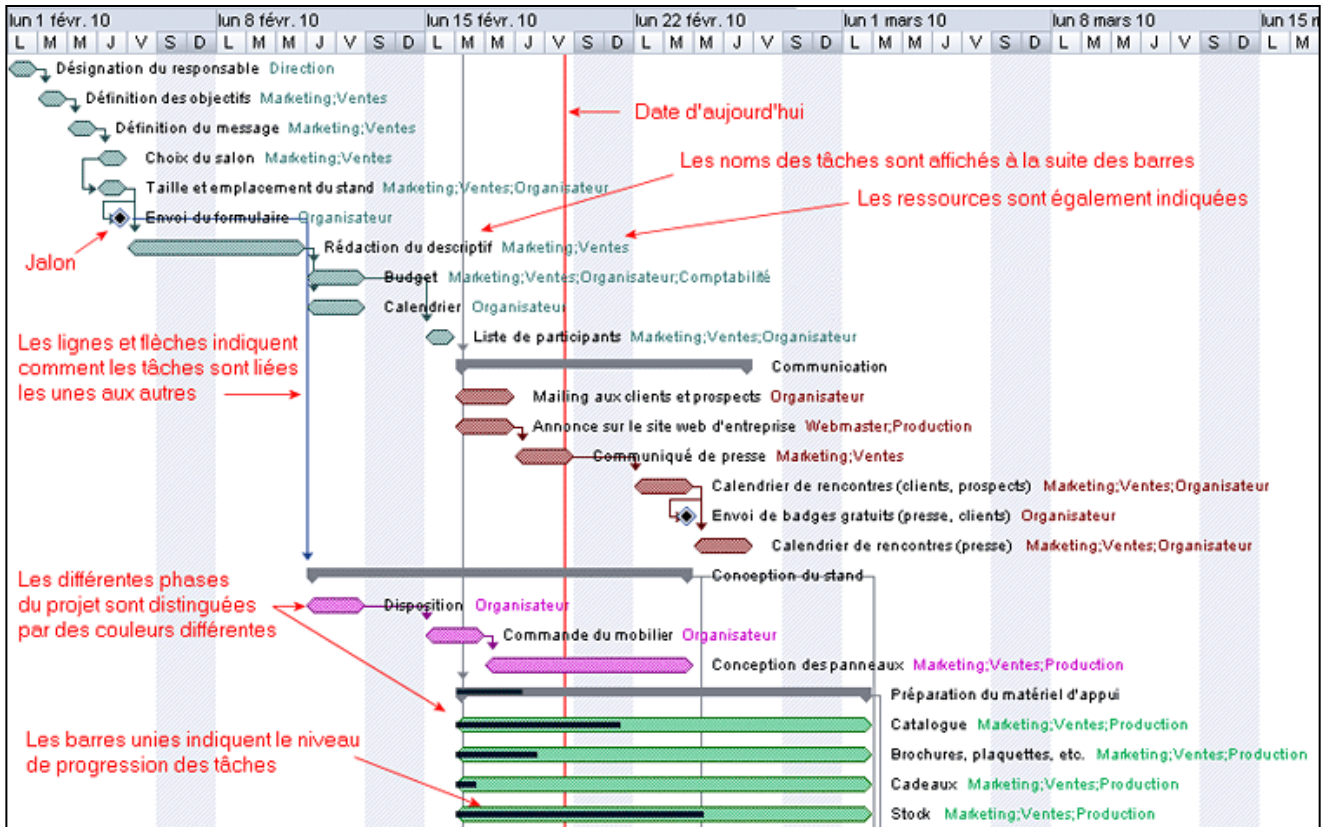 lun 1 févr. 10 lun 8 févr. 10 lun 15 févr. 10 lun 22 févr. 10 lun 1 mars 10 lun 8 mars 10 lun 15 m
L M M J V S D L M M J V S D L M M J V S D L M M J V S D L M M J V S D L M M J V S D L M
Désignation du responsable Direction
Définition des objectifs Marketing;Ventes
Date d'aujourd'hui
Définition du message Marketing;Ventes
Choix du salon Marketing;Ventes
Les noms des tâches sont affichés à la suite des barres
Taille et emplacement du stand Marketing;Ventes;Organisateur
Les ressources sont également indiquées
Envoi du formulaire Organisateur
Jalon
Rédaction du descriptif Marketing;Ventes
Budget Marketing;Ventes;Organisateur;Comptabilité
Calendrier Organisateur
Liste de participants Marketing;Ventes;Organisateur
Les lignes et flèches indiquent
comment les tâches sont liées
les unes aux autres
Communication
Mailing aux clients et prospects Organisateur
Annonce sur le site web d'entreprise Webmaster;Production
Communiqué de presse Marketing;Ventes
Calendrier de rencontres (clients, prospects) Marketing;Ventes;Organisateur
Envoi de badges gratuits (presse, clients) Organisateur
Calendrier de rencontres (presse) Marketing;Ventes;Organisateur
Conception du stand
Les différentes phases
du projet sont distinguées
par des couleurs différentes
Disposition Organisateur
Commande du mobilier Organisateur
Conception des panneaux Marketing;Ventes;Production
Préparation du matériel d'appui
Catalogue Marketing;Ventes;Production
Les barres unies indiquent le niveau
de progression des tâches
Brochures, plaquettes, etc. Marketing;Ventes;Production
Cadeaux Marketing;Ventes;Production
Stock Marketing;Ventes;Production